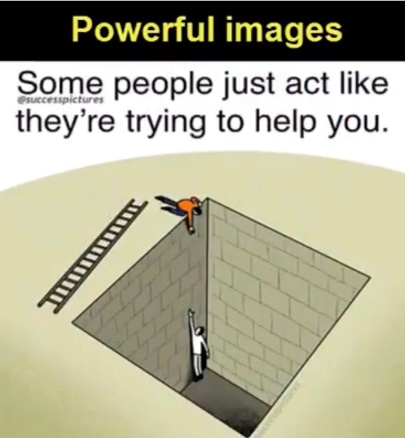 Powerful images
Some people just act like
@successpictures
they're trying to help you.